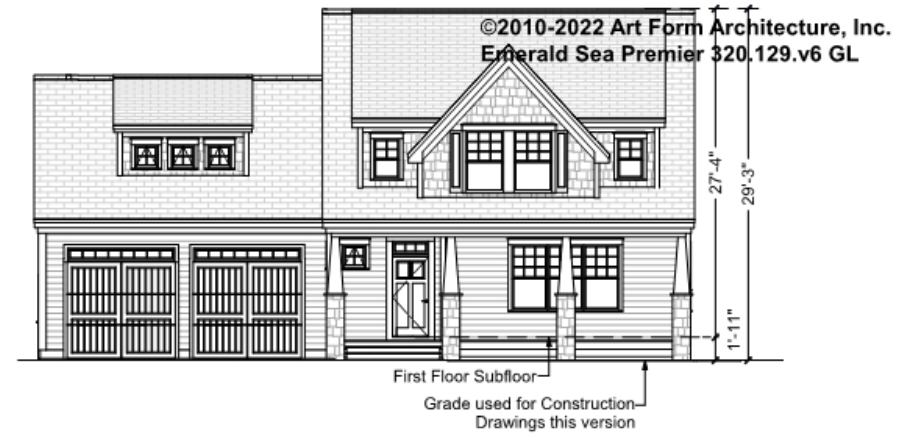 ©2010-2022 Art Form Architecture, Inc.
Emerald Sea Premier 320.129.v6 GL
27'-4"
29'-3"
1'-11"
First Floor Subfloor
Grade used for Construction
Drawings this version